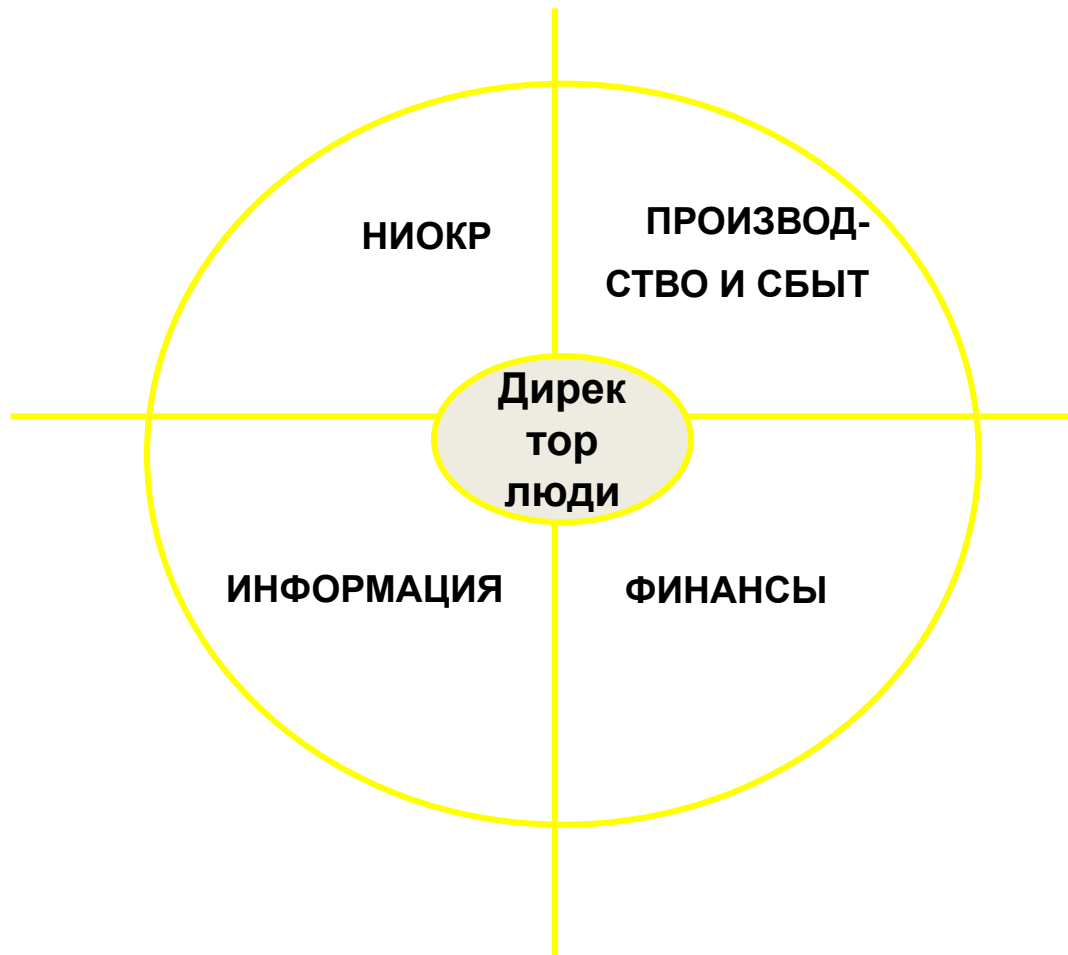 НИОКР
ПРОИЗВОД-
СТВО И СБЫТ
Дирек
тор
люди
ИНФОРМАЦИЯ
ФИНАНСЫ